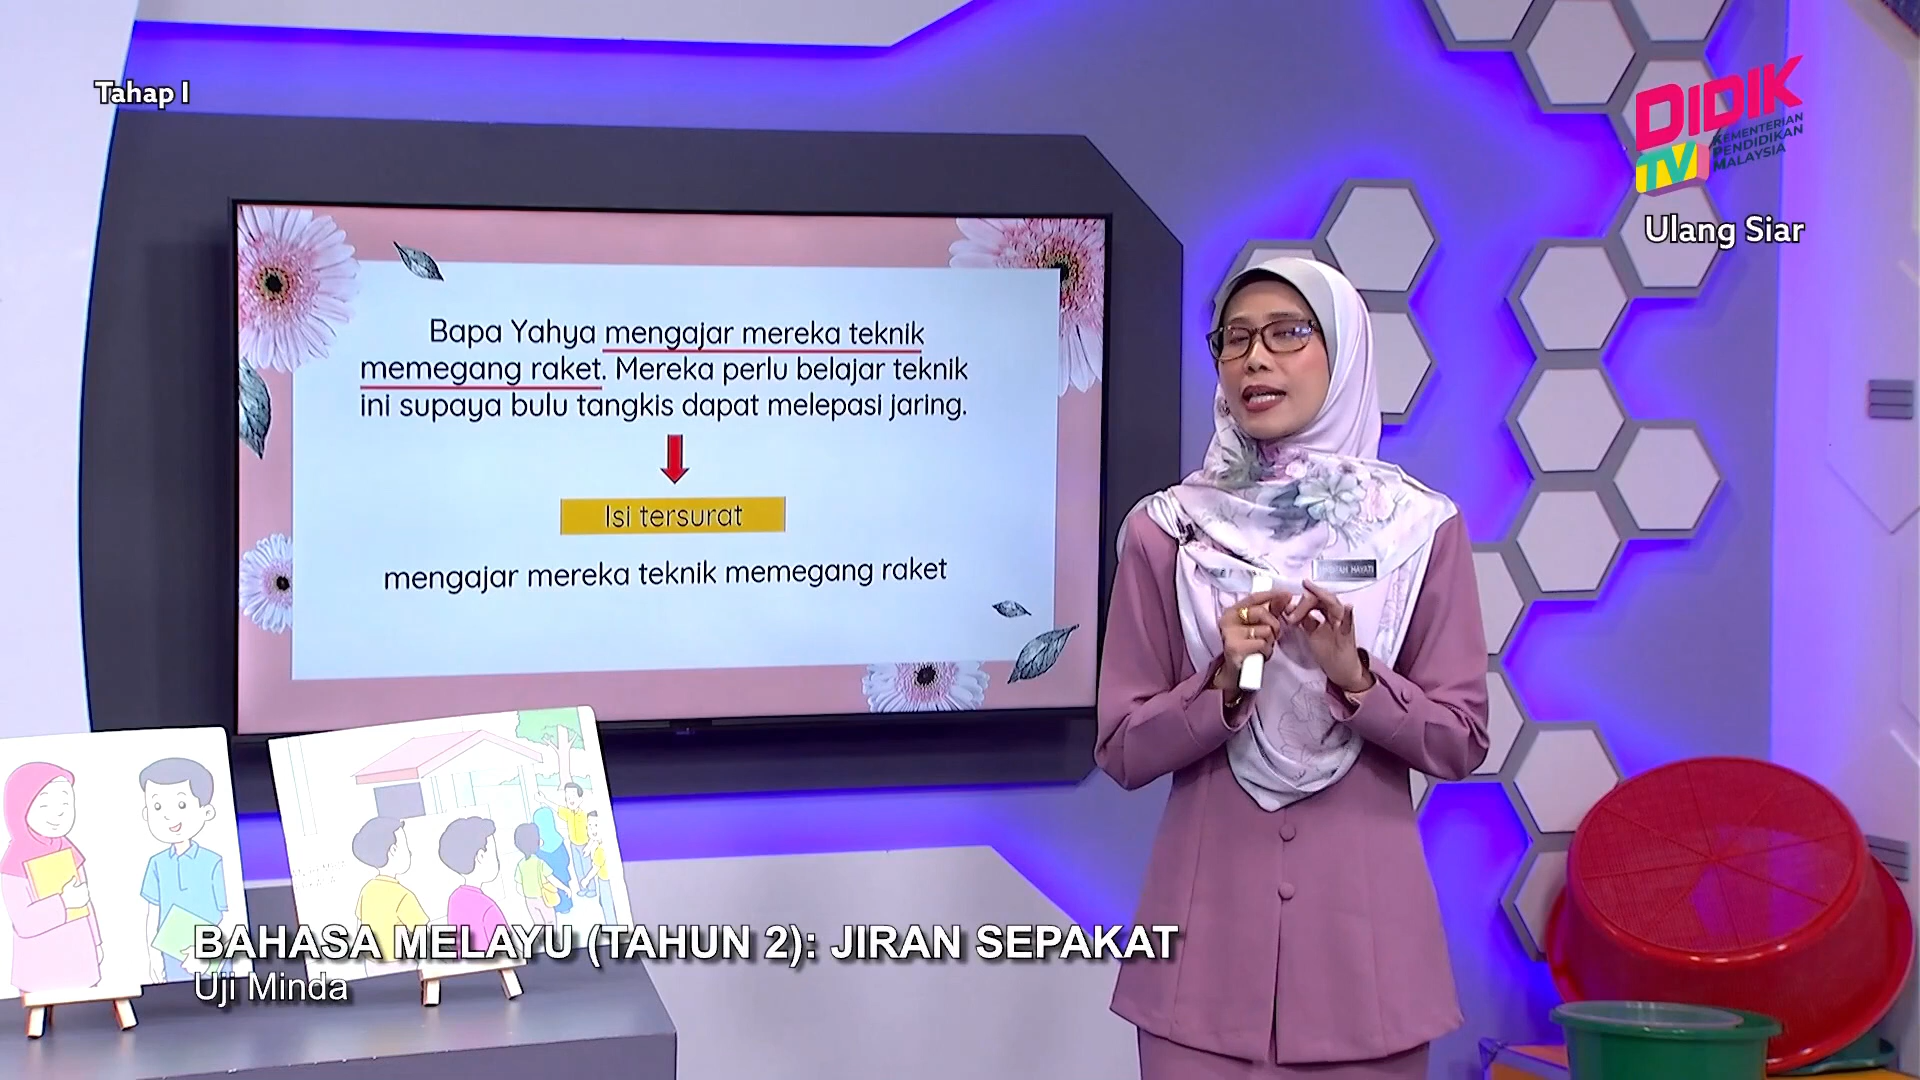 Tahap I
DIDIK
TV
KEMENTERIAN
PENDIDIKAN
MALAYSIA
Ulang Siar
Bapa Yahya mengajar mereka teknik
memegang raket. Mereka perlu belajar teknik
ini supaya bulu tangkis dapat melepasi jaring.
Isi tersurat
mengajar mereka teknik memegang raket
HAYATI
BAHASA MELAYU (TAHUN 2): JIRAN SEPAKAT
Uji Minda